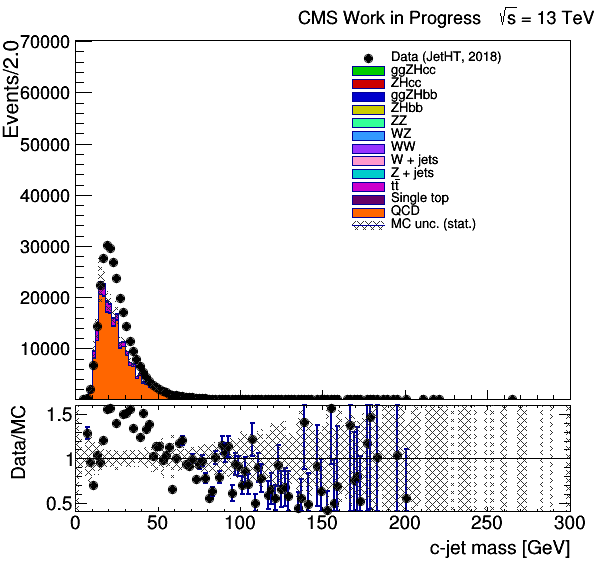 CMS Work in Progress √s = 13 TeV
Events/2.0
70000
60000
50000
40000
30000
20000
10000
Data (JetHT, 2018)
ggZHcc
ZHcc
ggZHbb
ZHbb
ZZ
WZ
WW
W + jets
Z + jets
tt̄
Single top
QCD
MC unc. (stat.)
Data/MC
1.5
1
0.5
0 50 100 150 200 250 300
c-jet mass [GeV]